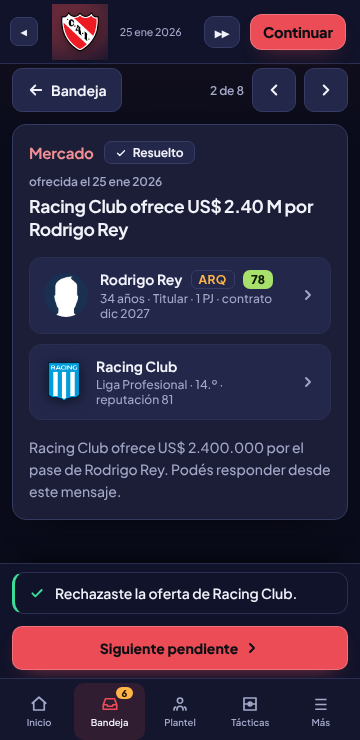 C.A.I.
25 ene 2026
Continuar
Bandeja
2 de 8
Mercado
Resuelto
ofrecida el 25 ene 2026
Racing Club ofrece US$ 2.40 M por
Rodrigo Rey
Rodrigo Rey ARQ 78
34 años · Titular · 1 PJ · contrato
dic 2027
RACING
Racing Club
Liga Profesional · 14.º ·
reputación 81
Racing Club ofrece US$ 2.400.000 por el
pase de Rodrigo Rey. Podés responder desde
este mensaje.
Rechazaste la oferta de Racing Club.
Siguiente pendiente
6
Inicio
Bandeja
Plantel
Tácticas
Más